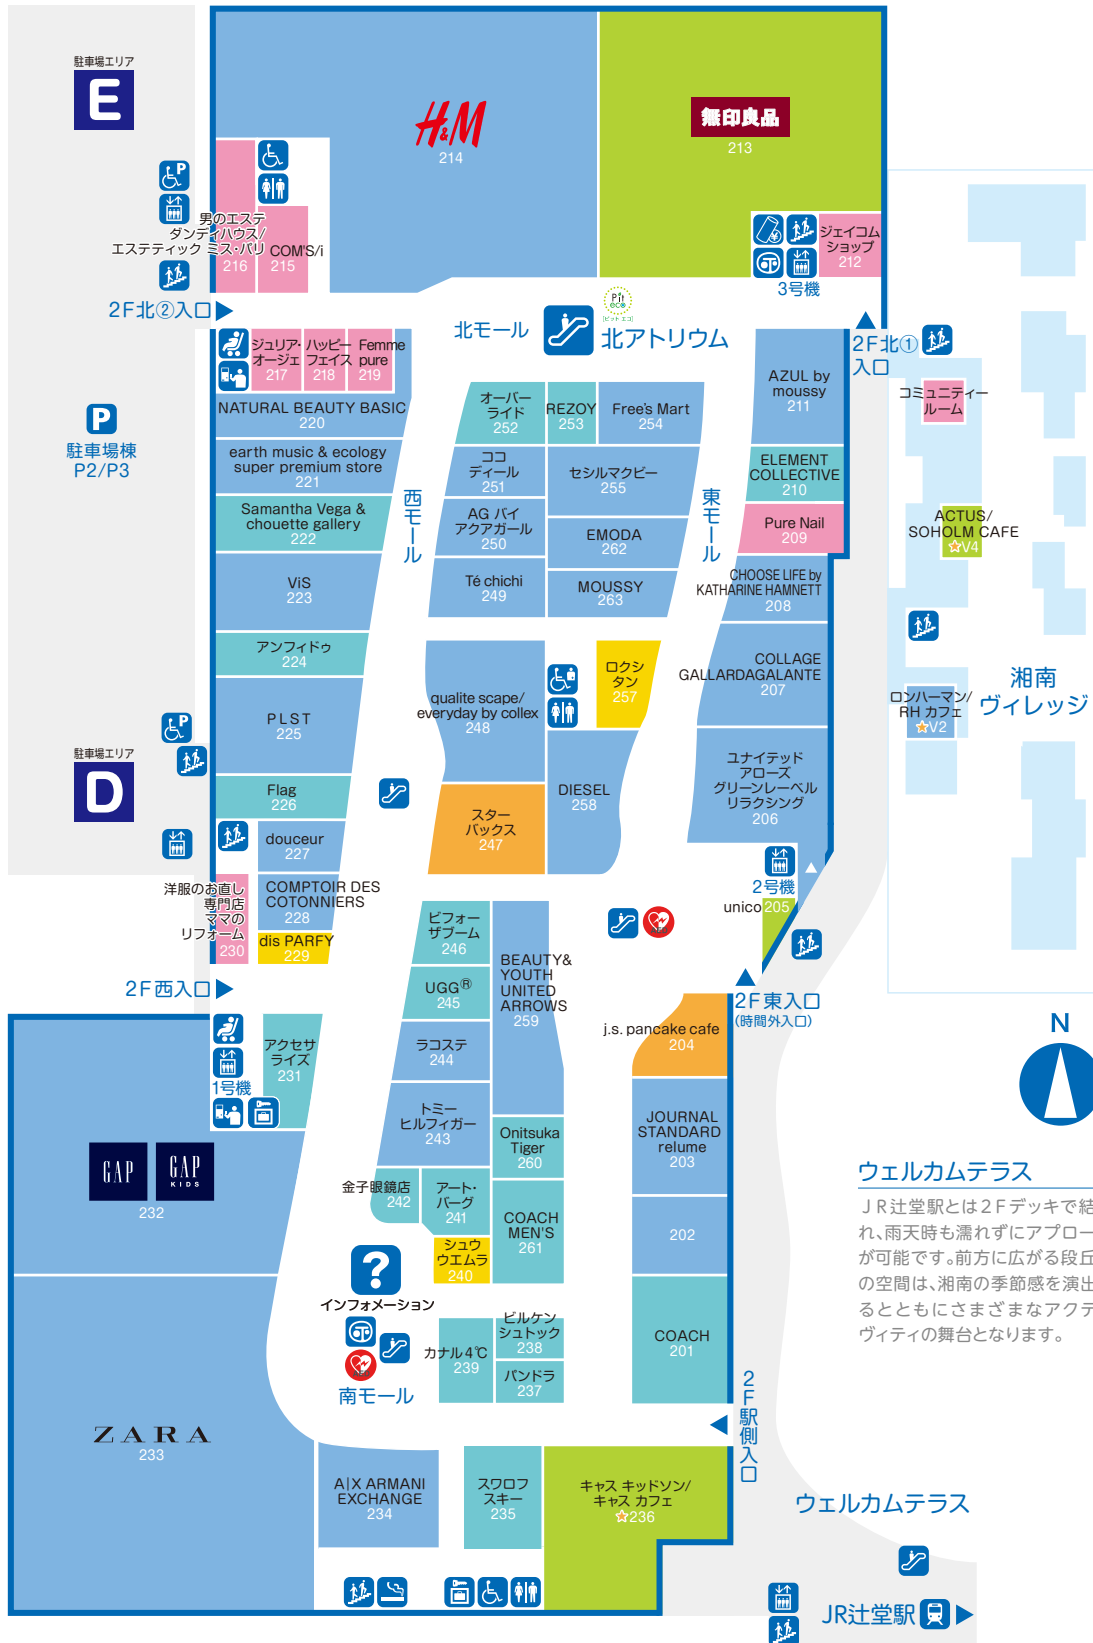 駐車場エリア
E
H&M
214
無印良品
213
男のエステ
ダンディハウス/
エステティック ミス・パリ
216
COM'S/i
215
ジェイコム
ショップ
212
3号機
2F北②入口
北モール
Pit
eco
[ピット エコ]
北アトリウム
2F北①
入口
ジュリア・
オージェ
217
ハッピー
フェイス
218
Femme
pure
219
NATURAL BEAUTY BASIC
220
P
駐車場棟
P2/P3
earth music & ecology
super premium store
221
Samantha Vega &
chouette gallery
222
ViS
223
アンフィドゥ
224
PLST
225
Flag
226
douceur
227
COMPTOIR DES
COTONNIERS
228
dis PARFY
229
洋服のお直し
専門店
ママの
リフォーム
230
駐車場エリア
D
2F西入口
西モール
オーバー
ライド
252
REZOY
253
Free's Mart
254
ココ
ディール
251
セシルマクビー
255
AG バイ
アクアガール
250
EMODA
262
Té chichi
249
MOUSSY
263
東モール
AZUL by
moussy
211
ELEMENT
COLLECTIVE
210
Pure Nail
209
CHOOSE LIFE by
KATHARINE HAMNETT
208
COLLAGE
GALLARDAGALANTE
207
ユナイテッド
アローズ
グリーンレーベル
リラクシング
206
2号機
unico 205
2F東入口
(時間外入口)
qualite scape/
everyday by collex
248
ロクシ
タン
257
スター
バックス
247
DIESEL
258
コミュニティー
ルーム
ACTUS/
SOHOLM CAFE
☆V4
ロンハーマン/
RH カフェ
☆V2
湘南
ヴィレッジ
N
ビフォー
ザブーム
246
UGG®
245
ラコステ
244
トミー
ヒルフィガー
243
BEAUTY&
YOUTH
UNITED
ARROWS
259
Onitsuka
Tiger
260
金子眼鏡店
242
アート・
バーグ
241
COACH
MEN'S
261
シュウ
ウエムラ
240
j.s. pancake cafe
204
JOURNAL
STANDARD
relume
203
202
COACH
201
アクセサ
ライズ
231
1号機
GAP
GAP
KIDS
232
ZARA
233
?
インフォメーション
南モール
カナル4℃
239
ビルケン
シュトック
238
パンドラ
237
A|X ARMANI
EXCHANGE
234
スワロフ
スキー
235
キャス キッドソン/
キャス カフェ
☆236
2F駅側入口
ウェルカムテラス
JR辻堂駅とは2Fデッキで結
れ、雨天時も濡れずにアプロー
が可能です。前方に広がる段丘
の空間は、湘南の季節感を演出
るとともにさまざまなアクテ
ヴィティの舞台となります。
ウェルカムテラス
JR辻堂駅